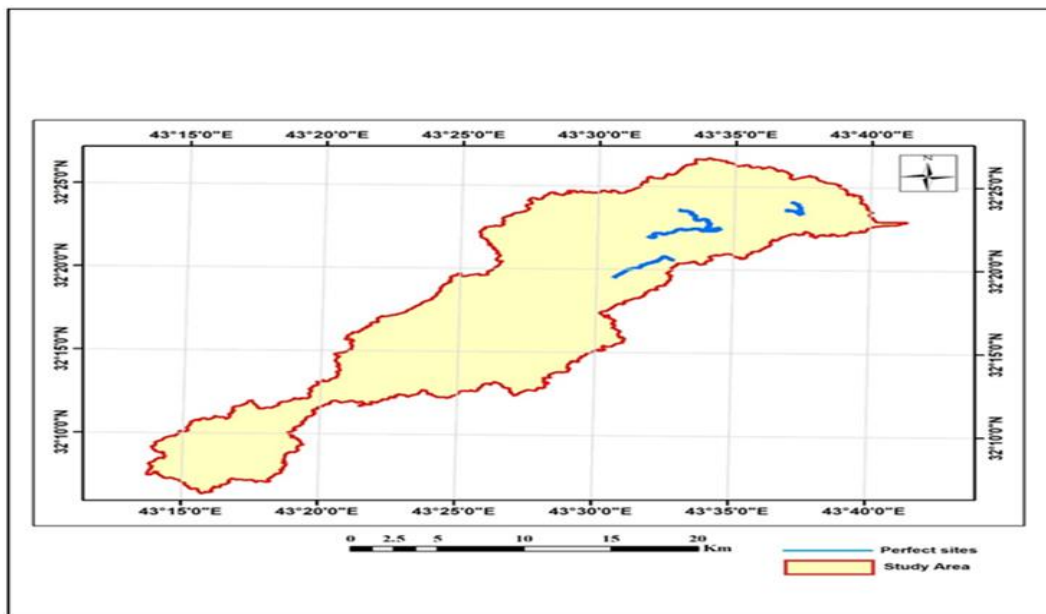 43°15'0"E 43°20'0"E 43°25'0"E 43°30'0"E 43°35'0"E 43°40'0"E
Z
32°25'0"N 32°25'0"N
32°20'0"N 32°20'0"N
32°15'0"N 32°15'0"N
32°10'0"N 32°10'0"N
43°15'0"E 43°20'0"E 43°25'0"E 43°30'0"E 43°35'0"E 43°40'0"E
0 2.5 5 10 15 20
Km
Perfect sites
Study Area